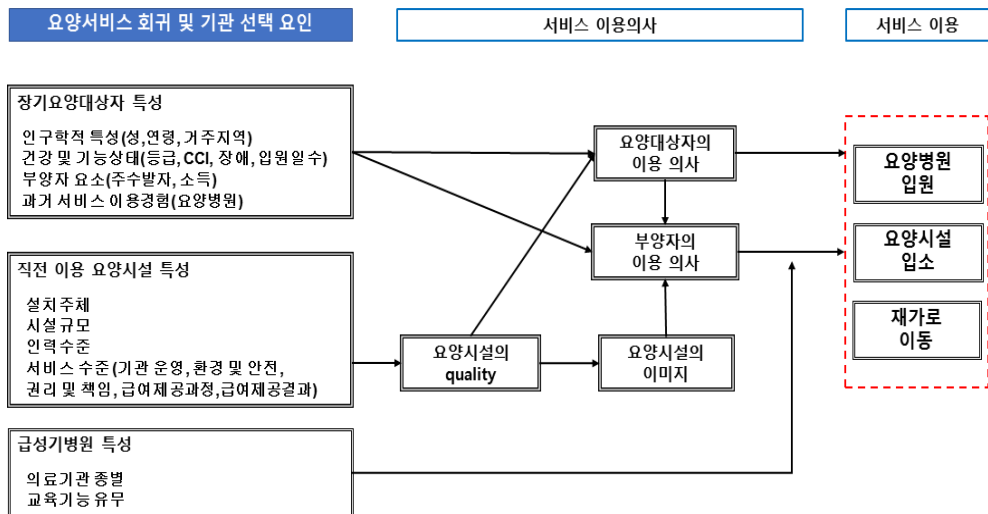 요양서비스 회귀 및 기관 선택 요인
서비스 이용의사
서비스 이용
장기요양대상자 특성
인구학적 특성(성,연령,거주지역)
건강 및 기능상태(등급, CCI, 장애, 입원일수)
부양자 요소(주수발자, 소득)
과거 서비스 이용경험(요양병원)
요양대상자의
이용 의사
요양병원
입원
부양자의
이용 의사
요양시설
입소
직전 이용 요양시설 특성
설치주체
시설규모
인력수준
서비스 수준(기관 운영, 환경 및 안전,
권리 및 책임, 급여제공과정,급여제공결과)
요양시설의
quality
요양시설의
이미지
재가로
이동
급성기병원 특성
의료기관 종별
교육기능 유무